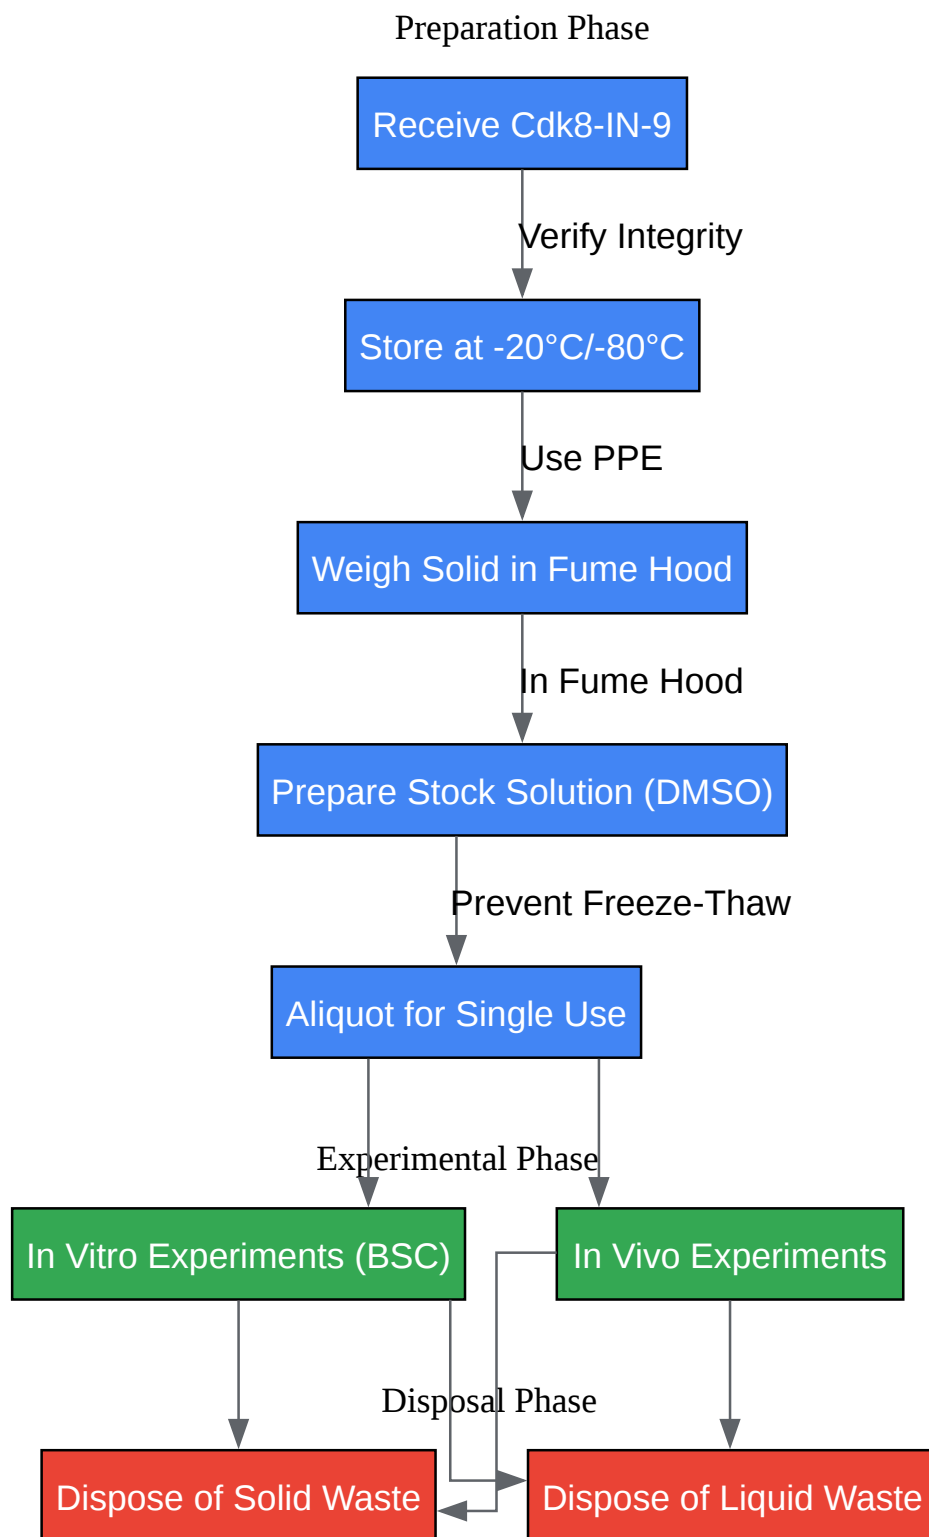 Preparation Phase
Receive Cdk8-IN-9
Verify Integrity
Store at -20°C/-80°C
Use PPE
Weigh Solid in Fume Hood
In Fume Hood
Prepare Stock Solution (DMSO)
Prevent Freeze-Thaw
Aliquot for Single Use
Experimental Phase
In Vitro Experiments (BSC)
In Vivo Experiments
Disposal Phase
Dispose of Solid Waste
Dispose of Liquid Waste